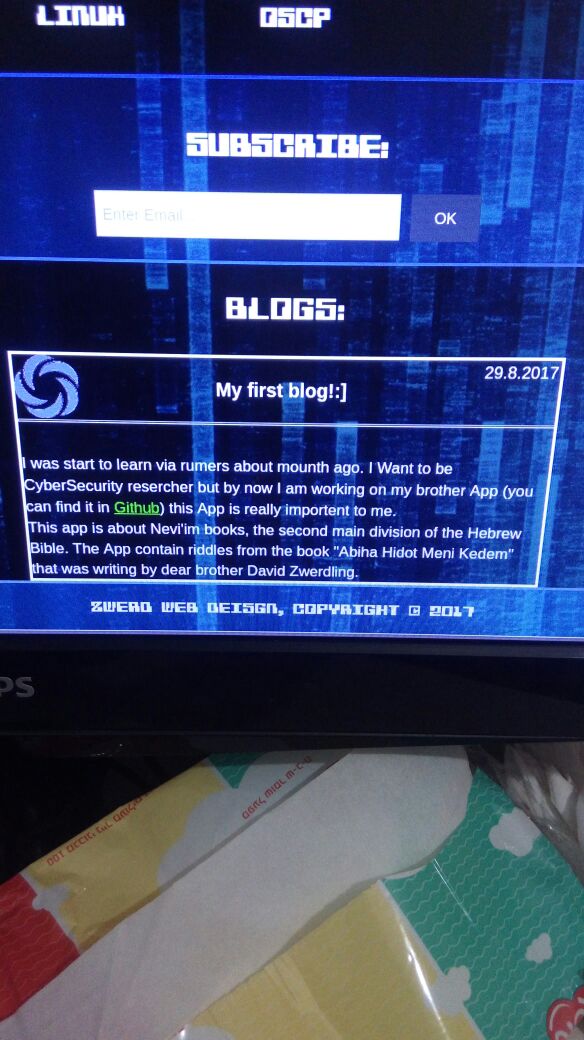 LINUX OSCP
SUBSCRIBE:
Enter Email
OK
BLOGS:
29.8.2017
My first blog!:]
I was start to learn via rumers about mounth ago. I Want to be
CyberSecurity resercher but by now I am working on my brother App (you
can find it in Github) this App is really importent to me.
This app is about Nevi'im books, the second main division of the Hebrew
Bible. The App contain riddles from the book "Abiha Hidot Meni Kedem"
that was writing by dear brother David Zwerdling.
ZWERD WEB DEISGN, COPYRIGHT © 2017
PS